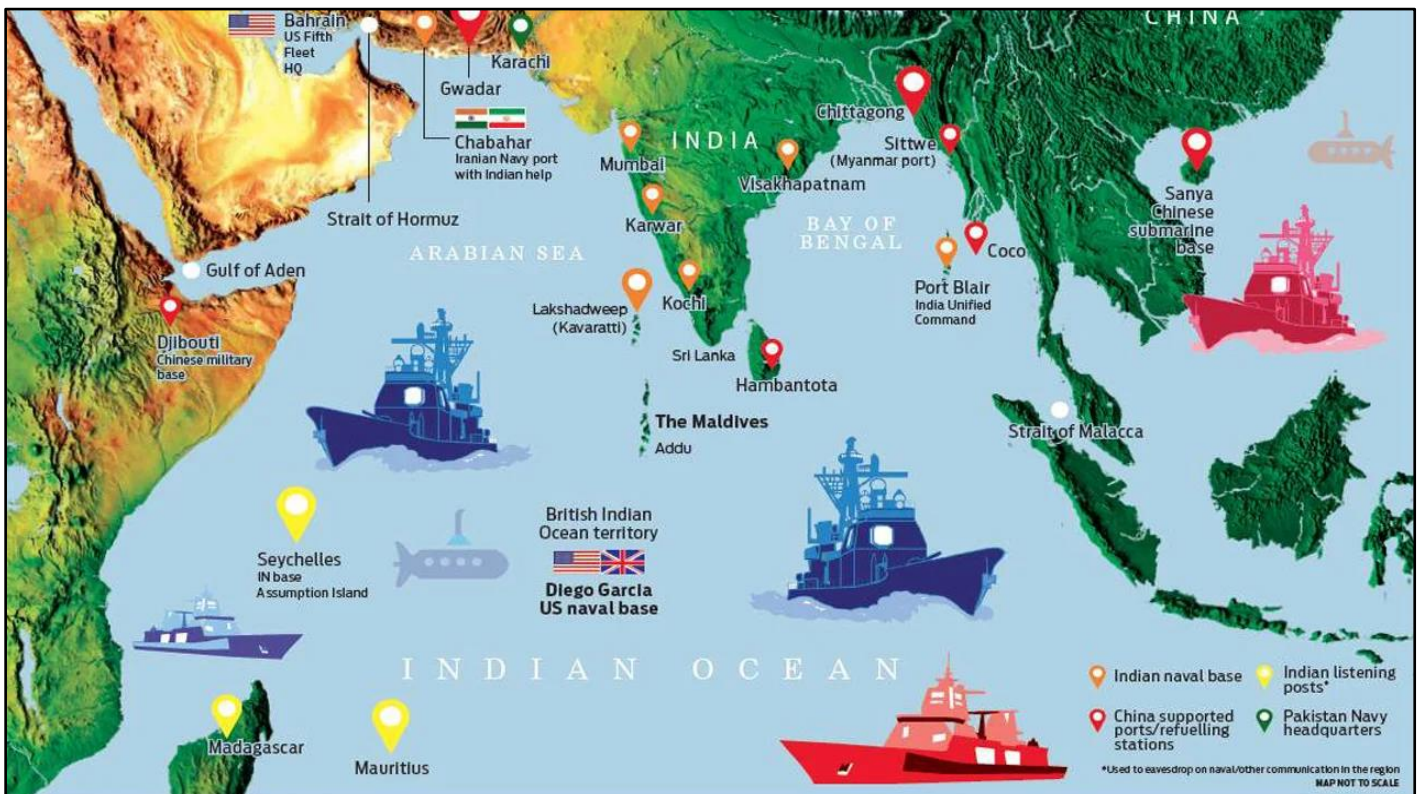 CHINA
Bahrain
US Fifth
Fleet
HQ
Karachi
Gwadar
Chabahar
Iranian Navy port
with Indian help
Strait of Hormuz
INDIA
Mumbai
Visakhapatnam
Karwar
Chittagong
Sittwe
(Myanmar port)
Sanya
Chinese
submarine
base
ARABIAN SEA
BAY OF
BENGAL
Coco
Gulf of Aden
Port Blair
India Unified
Command
Kochi
Lakshadweep
(Kavaratti)
Djibouti
Chinese military
base
Sri Lanka
Hambantota
The Maldives
Addu
Strait of Malacca
Seychelles
IN base
Assumption Island
British Indian
Ocean territory
Diego Garcia
US naval base
INDIAN OCEAN
Madagascar
Mauritius
Indian naval base
Indian listening
posts*
China supported
ports/refuelling
stations
Pakistan Navy
headquarters
*Used to eavesdrop on naval/other communication in the region
MAP NOT TO SCALE